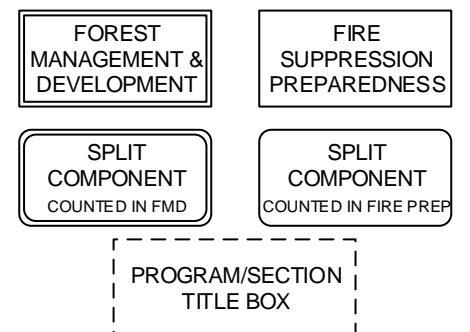 FOREST
MANAGEMENT &
DEVELOPMENT
FIRE
SUPPRESSION
PREPAREDNESS
SPLIT
COMPONENT
COUNTED IN FMD
SPLIT
COMPONENT
COUNTED IN FIRE PREP
PROGRAM/SECTION
TITLE BOX